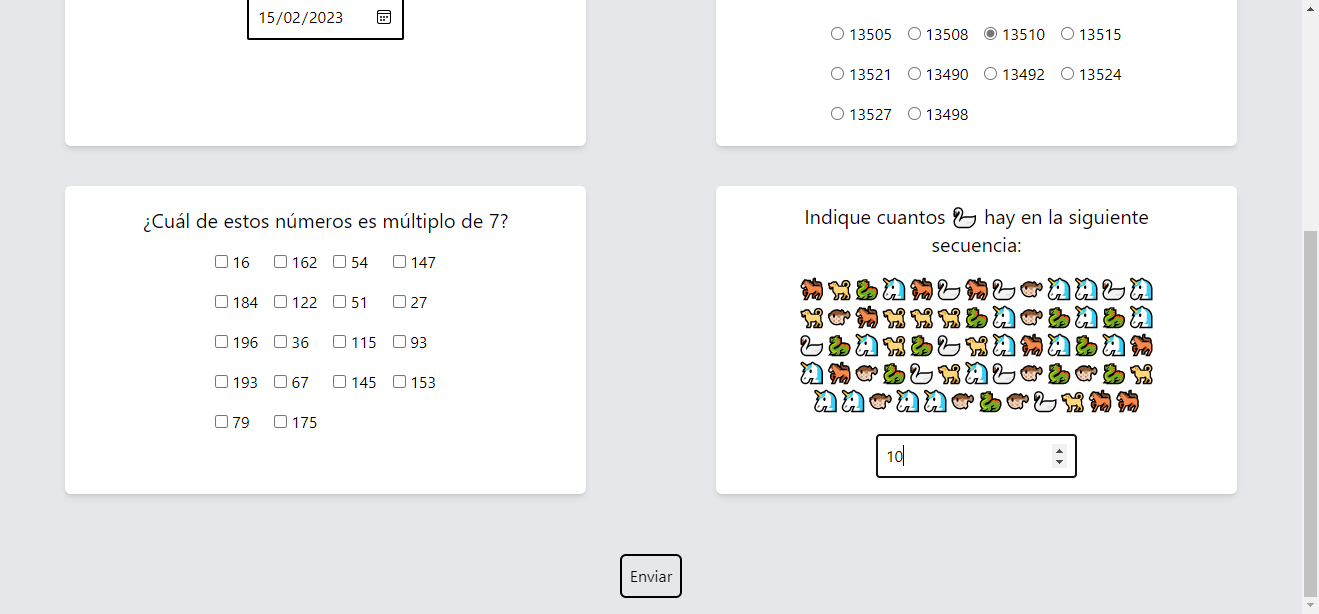 15/02/2023
13505 13508 13510 13515
13521 13490 13492 13524
13527 13498
¿Cuál de estos números es múltiplo de 7?
16 162 54 147
184 122 51 27
196 36 115 93
193 67 145 153
79 175
Indique cuantos 🦢 hay en la siguiente
secuencia:
10
Enviar